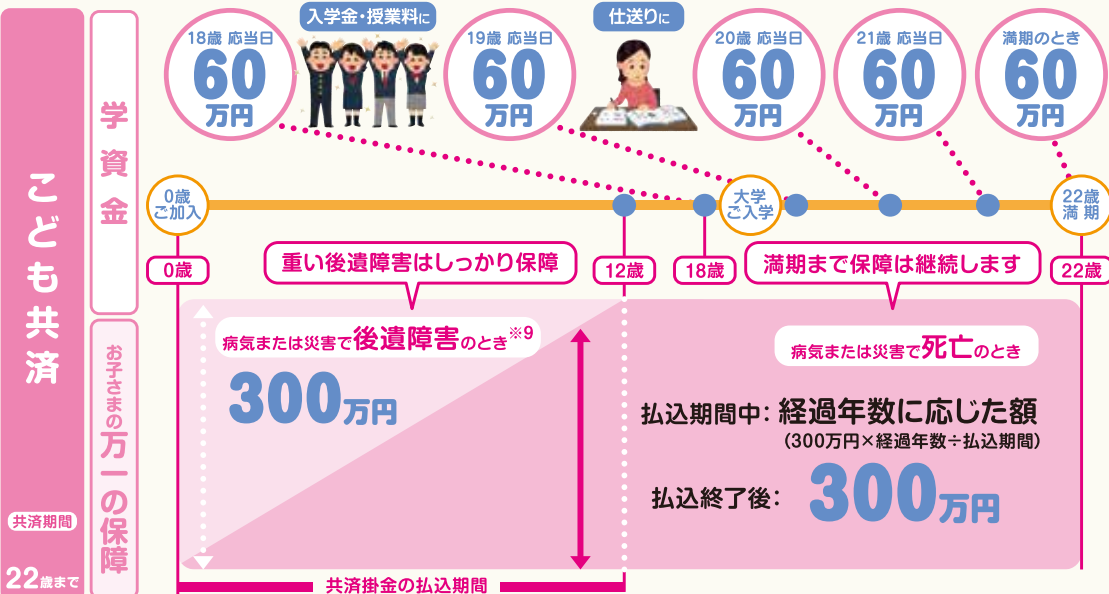 こども共済
共済期間
22歳まで
学資金
お子さまの万一の保障
入学金・授業料に
仕送りに
18歳 応当日
60
万円
19歳 応当日
60
万円
20歳 応当日
60
万円
21歳 応当日
60
万円
満期のとき
60
万円
0歳
ご加入
大学
ご入学
22歳
満期
0歳
重い後遺障害はしっかり保障
12歳
18歳
満期まで保障は継続します
22歳
病気または災害で後遺障害のとき※9
300万円
病気または災害で死亡のとき
払込期間中：経過年数に応じた額
（300万円×経過年数÷払込期間）
払込終了後：300万円
共済掛金の払込期間